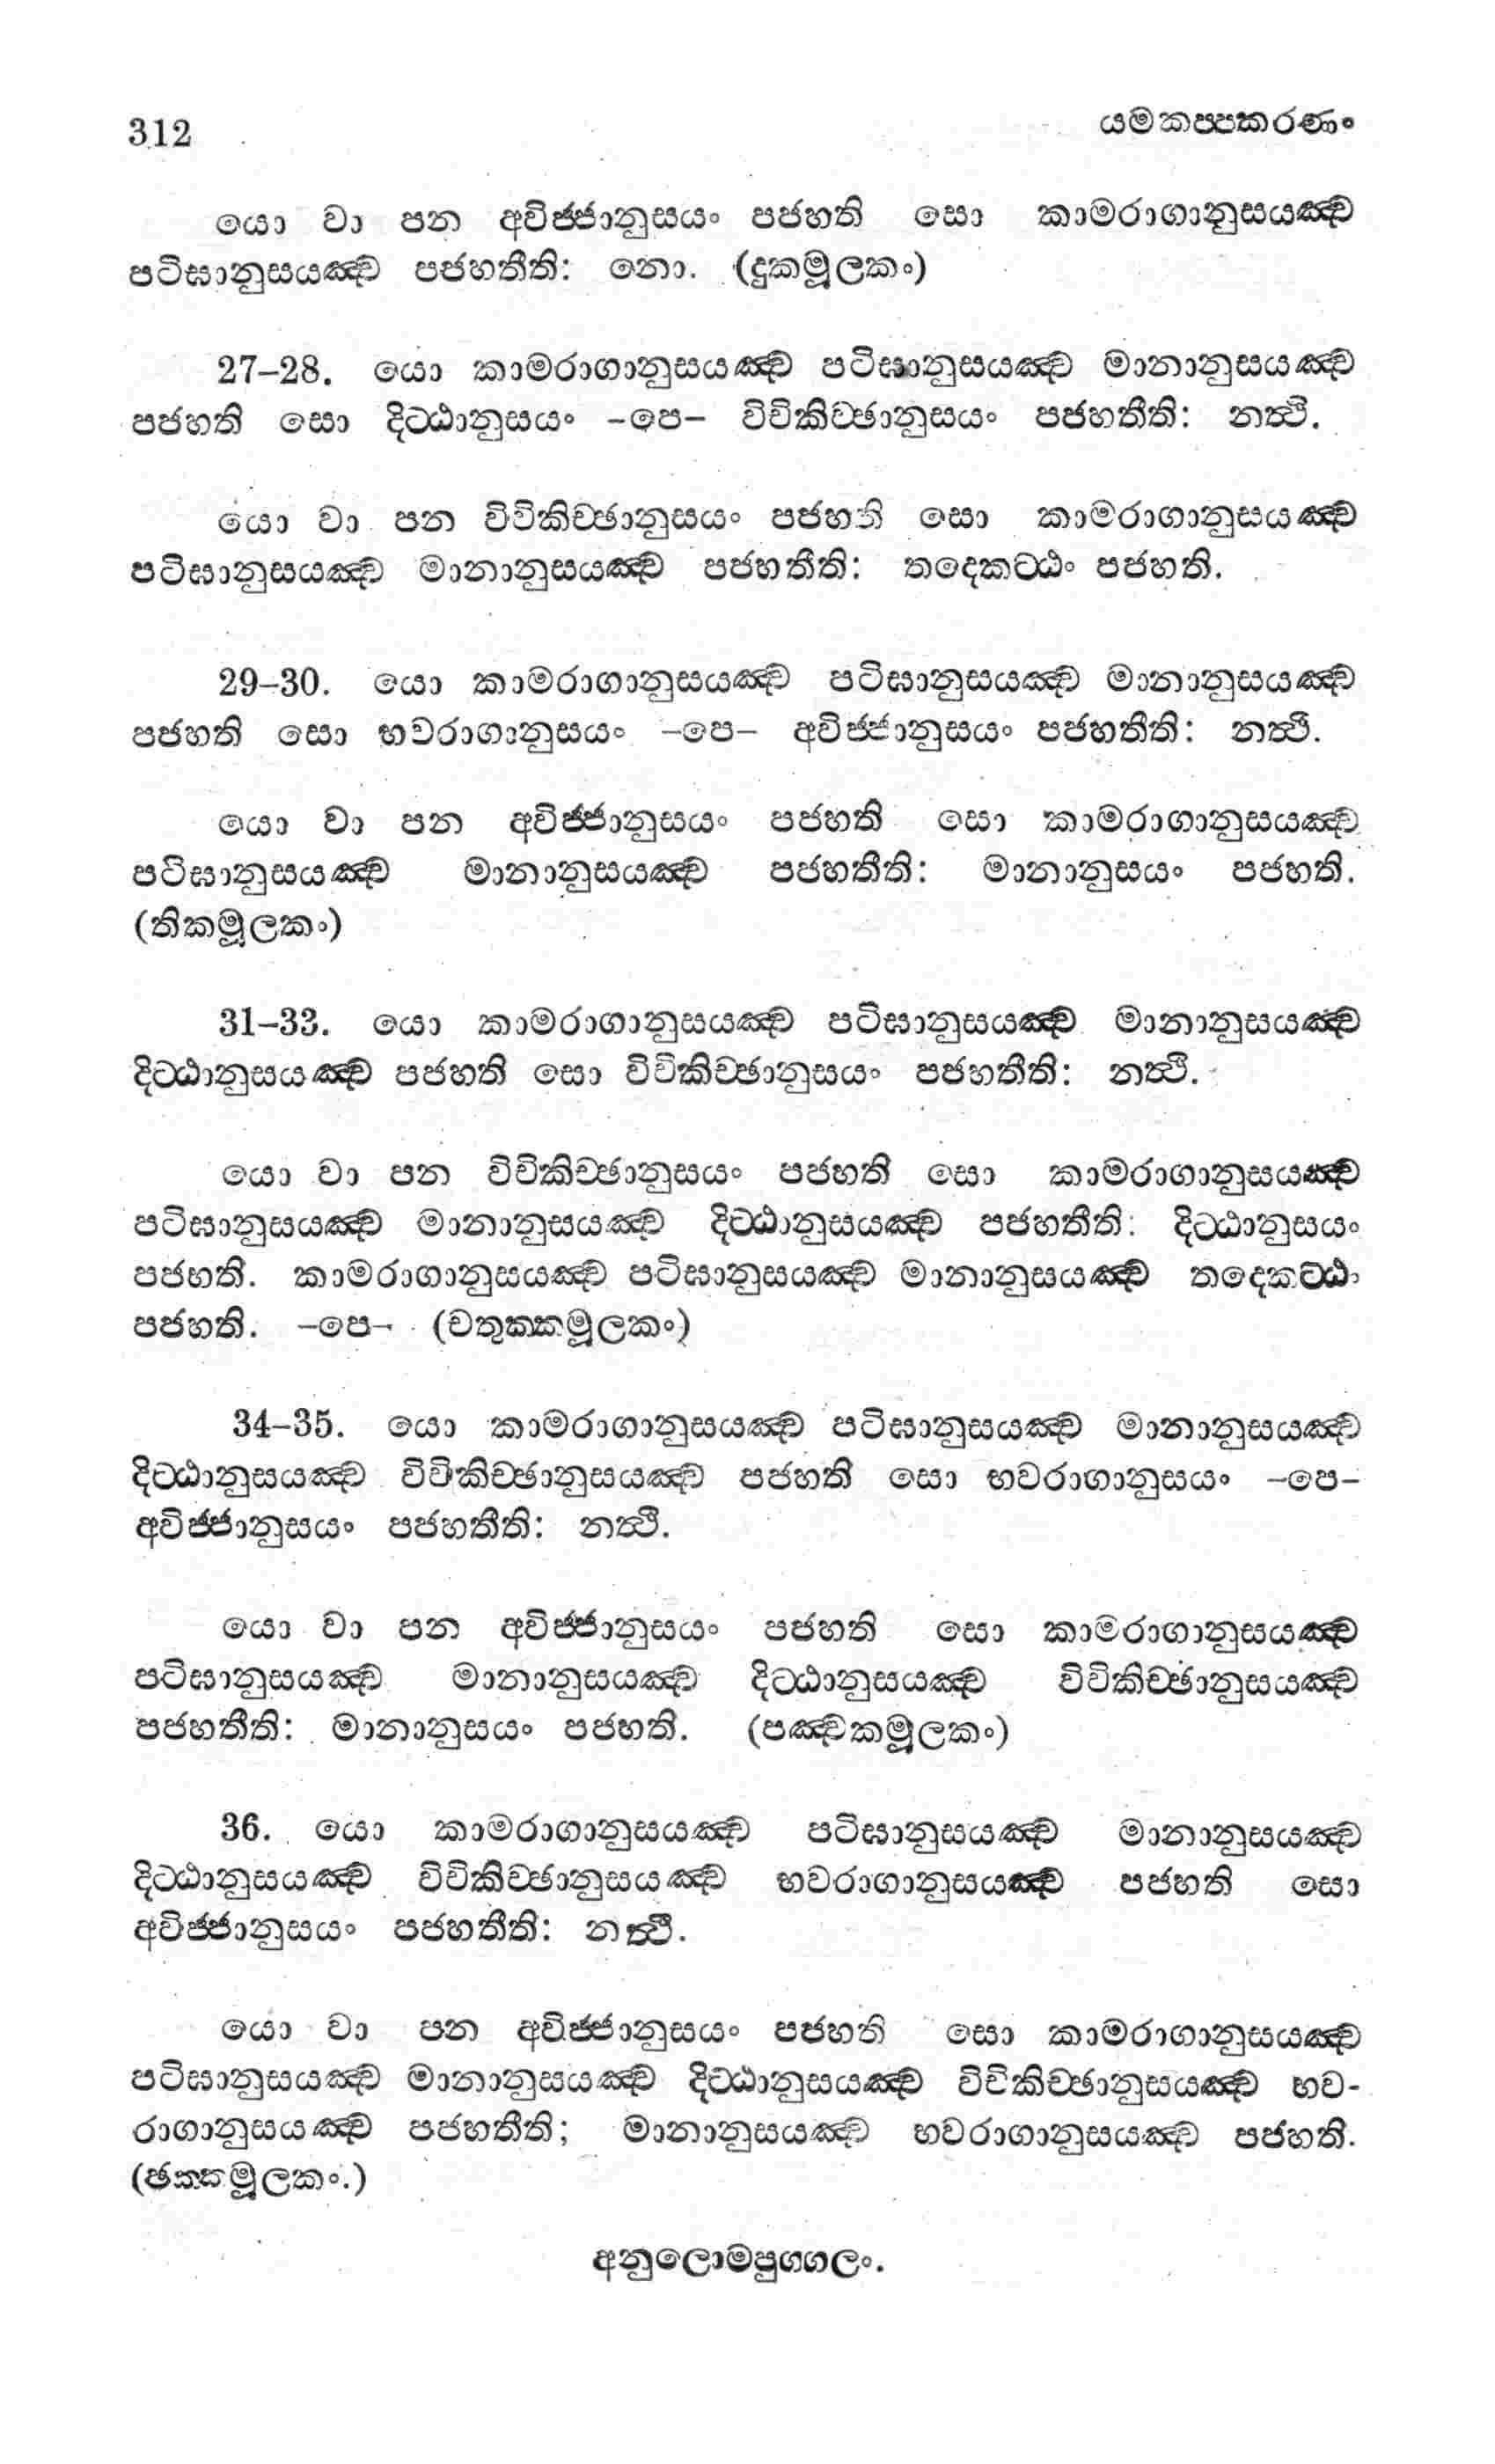 312
යමකප්පකරණං
යො වා පන අවිජ්ජානුසයං පජහති සො කාමරාගානුසයඤ්ච
පටිඝානුසයඤ්ච පජහතීති: නො. (දුකමූලකං)
27–28. යො කාමරාගානුසයඤ්ච පටිඝානුසයඤ්ච මානානුසයඤ්ච
පජහති සො දිට්ඨානුසයං –පෙ– විචිකිච්ඡානුසයං පජහතීති: නත්ථි.
යො වා පන විචිකිච්ඡානුසයං පජහති සො කාමරාගානුසයඤ්ච
පටිඝානුසයඤ්ච මානානුසයඤ්ච පජහතීති: තදෙකට්ඨං පජහති.
29–30. යො කාමරාගානුසයඤ්ච පටිඝානුසයඤ්ච මානානුසයඤ්ච
පජහති සො භවරාගානුසයං –පෙ– අවිජ්ජානුසයං පජහතීති: නත්ථි.
යො වා පන අවිජ්ජානුසයං පජහති සො කාමරාගානුසයඤ්ච
පටිඝානුසයඤ්ච මානානුසයඤ්ච පජහතීති: මානානුසයං පජහති.
(තිකමූලකං)
31–33. යො කාමරාගානුසයඤ්ච පටිඝානුසයඤ්ච මානානුසයඤ්ච
දිට්ඨානුසයඤ්ච පජහති සො විචිකිච්ඡානුසයං පජහතීති: නත්ථි.
යො වා පන විචිකිච්ඡානුසයං පජහති සො කාමරාගානුසයඤ්ච
පටිඝානුසයඤ්ච මානානුසයඤ්ච දිට්ඨානුසයඤ්ච පජහතීති: දිට්ඨානුසයං
පජහති. කාමරාගානුසයඤ්ච පටිඝානුසයඤ්ච මානානුසයඤ්ච තදෙකට්ඨං
පජහති. –පෙ– (චතුක්කමූලකං)
34–35. යො කාමරාගානුසයඤ්ච පටිඝානුසයඤ්ච මානානුසයඤ්ච
දිට්ඨානුසයඤ්ච විචිකිච්ඡානුසයඤ්ච පජහති සො භවරාගානුසයං –පෙ–
අවිජ්ජානුසයං පජහතීති: නත්ථි.
යො වා පන අවිජ්ජානුසයං පජහති සො කාමරාගානුසයඤ්ච
පටිඝානුසයඤ්ච මානානුසයඤ්ච දිට්ඨානුසයඤ්ච විචිකිච්ඡානුසයඤ්ච
පජහතීති: මානානුසයං පජහති. (පඤ්චකමූලකං)
36. යො කාමරාගානුසයඤ්ච පටිඝානුසයඤ්ච මානානුසයඤ්ච
දිට්ඨානුසයඤ්ච විචිකිච්ඡානුසයඤ්ච භවරාගානුසයඤ්ච පජහති සො
අවිජ්ජානුසයං පජහතීති: නත්ථි.
යො වා පන අවිජ්ජානුසයං පජහති සො කාමරාගානුසයඤ්ච
පටිඝානුසයඤ්ච මානානුසයඤ්ච දිට්ඨානුසයඤ්ච විචිකිච්ඡානුසයඤ්ච භව-
රාගානුසයඤ්ච පජහතීති; මානානුසයඤ්ච භවරාගානුසයඤ්ච පජහති.
(ඡක්කමූලකං.)
අනුලොමපුග්ගලං.